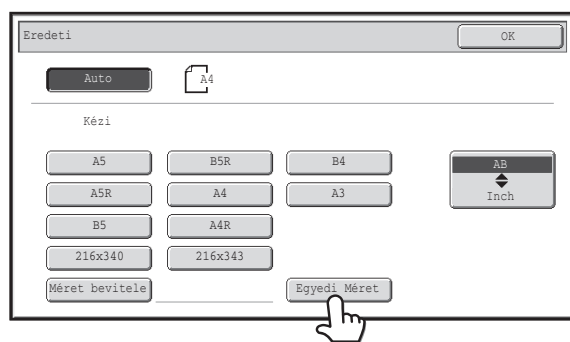 Eredeti OK
Auto A4
Kézi
A5 B5R B4 AB
A5R A4 A3 Inch
B5 A4R
216x340 216x343
Méret bevitele Egyedi Méret